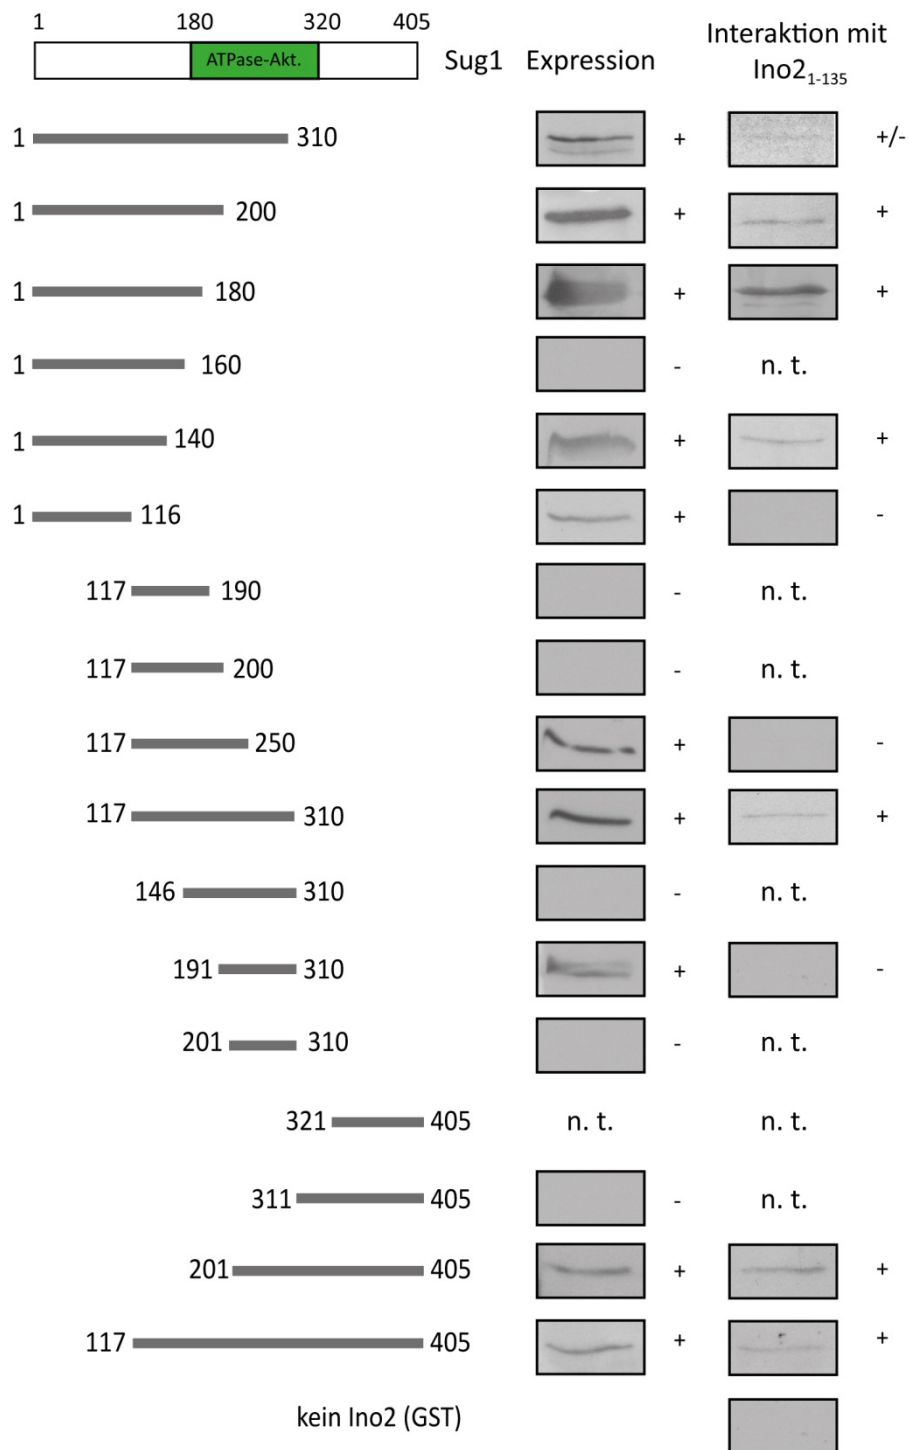 1 180 320 405
ATPase-Akt.
Sug1 Expression Interaktion mit
Ino2₁₋₁₃₅
1 310 + +/-
1 200 + +
1 180 + +
1 160 - n. t.
1 140 + +
1 116 + -
117 190 - n. t.
117 200 - n. t.
117 250 + -
117 310 + +
146 310 - n. t.
191 310 + -
201 310 - n. t.
321 405 n. t. n. t.
311 405 - n. t.
201 405 + +
117 405 + +
kein Ino2 (GST)